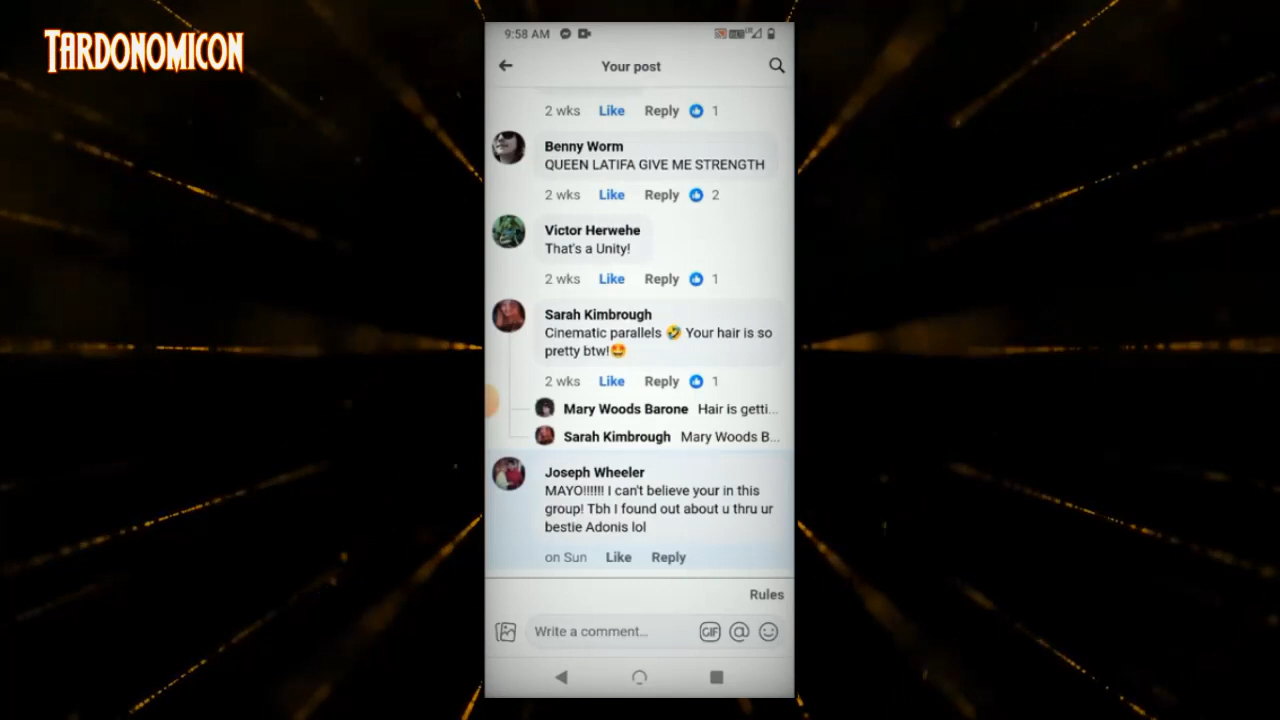 TARDONOMICON
9:58 AM
Your post
2 wks Like Reply 1
Benny Worm
QUEEN LATIFA GIVE ME STRENGTH
2 wks Like Reply 2
Victor Herwehe
That's a Unity!
2 wks Like Reply 1
Sarah Kimbrough
Cinematic parallels 🤣 Your hair is so
pretty btw!🤩
2 wks Like Reply 1
Mary Woods Barone Hair is getti...
Sarah Kimbrough Mary Woods B...
Joseph Wheeler
MAYO!!!!!! I can't believe your in this
group! Tbh I found out about u thru ur
bestie Adonis lol
on Sun Like Reply
Rules
Write a comment... GIF @